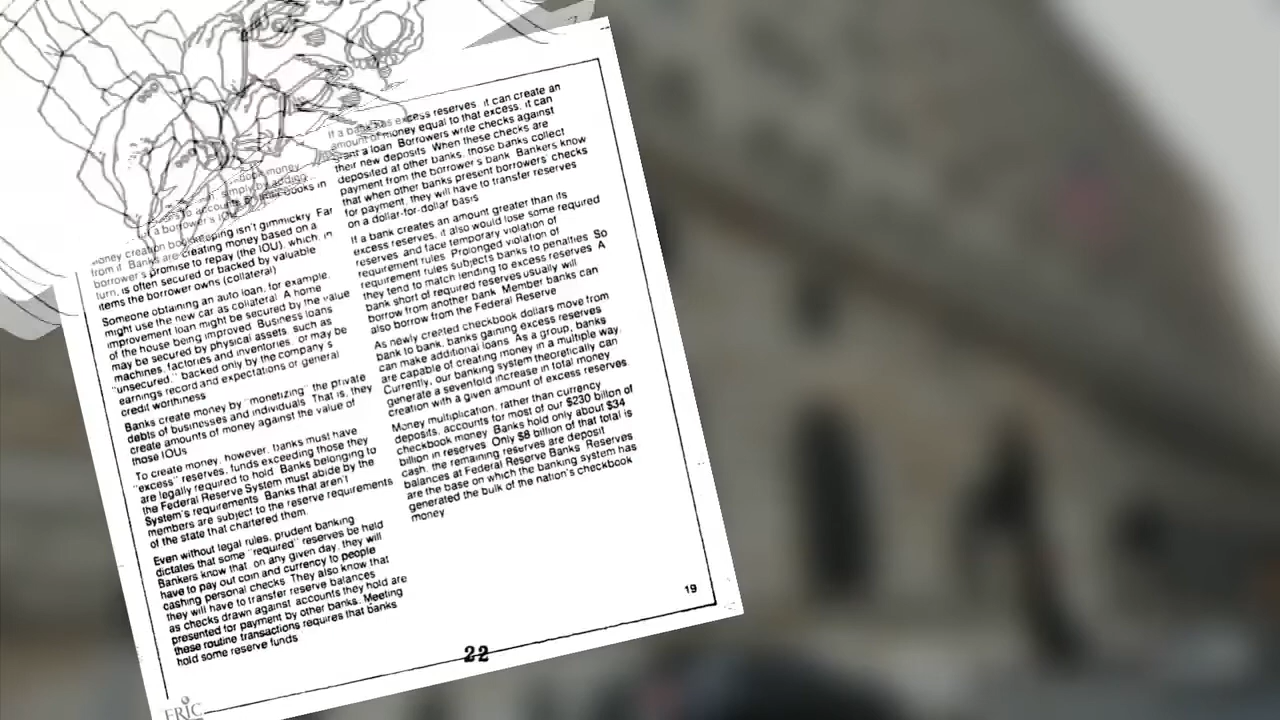 money
simply by adding
books in
a borrower's
money creation bookkeeping isn't gimmickry. Far
from it. Banks are creating money based on a
borrower's promise to repay (the IOU), which, in
turn, is often secured or backed by valuable
items the borrower owns (collateral)
Someone obtaining an auto loan, for example,
might use the new car as collateral. A home
improvement loan might be secured by the value
of the house being improved. Business loans
may be secured by physical assets, such as
machines, factories and inventories, or may be
"unsecured," backed only by the company's
earnings record and expectations or general
credit worthiness
Banks create money by "monetizing" the private
debts of businesses and individuals. That is, they
create amounts of money against the value of
those IOUs
To create money, however, banks must have
"excess" reserves, funds exceeding those they
are legally required to hold. Banks belonging to
the Federal Reserve System must abide by the
System's requirements. Banks that aren't
members are subject to the reserve requirements
of the state that chartered them.
Even without legal rules, prudent banking
dictates that some "required" reserves be held
Bankers know that, on any given day, they will
have to pay out coin and currency to people
cashing personal checks. They also know that
they will have to transfer reserve balances
as checks drawn against accounts they hold are
presented for payment by other banks. Meeting
these routine transactions requires that banks
hold some reserve funds
If a bank has excess reserves, it can create an
amount of money equal to that excess, it can
grant a loan. Borrowers write checks against
their new deposits. When these checks are
deposited at other banks, those banks collect
payment from the borrower's bank. Bankers know
that when other banks present borrowers' checks
for payment, they will have to transfer reserves
on a dollar-for-dollar basis
If a bank creates an amount greater than its
excess reserves, it also would lose some required
reserves, and face temporary violation of
requirement rules. Prolonged violation of
requirement rules subjects banks to penalties. So
they tend to match lending to excess reserves. A
bank short of required reserves usually will
borrow from another bank. Member banks can
also borrow from the Federal Reserve
As newly created checkbook dollars move from
bank to bank, banks gaining excess reserves
can make additional loans. As a group, banks
are capable of creating money in a multiple way.
Currently, our banking system theoretically can
generate a sevenfold increase in total money
creation with a given amount of excess reserves.
Money multiplication, rather than currency
deposits, accounts for most of our $230 billion of
checkbook money. Banks hold only about $34
billion in reserves. Only $8 billion of that total is
cash, the remaining reserves are deposit
balances at Federal Reserve Banks. Reserves
are the base on which the banking system has
generated the bulk of the nation's checkbook
money
19
22
ERIC